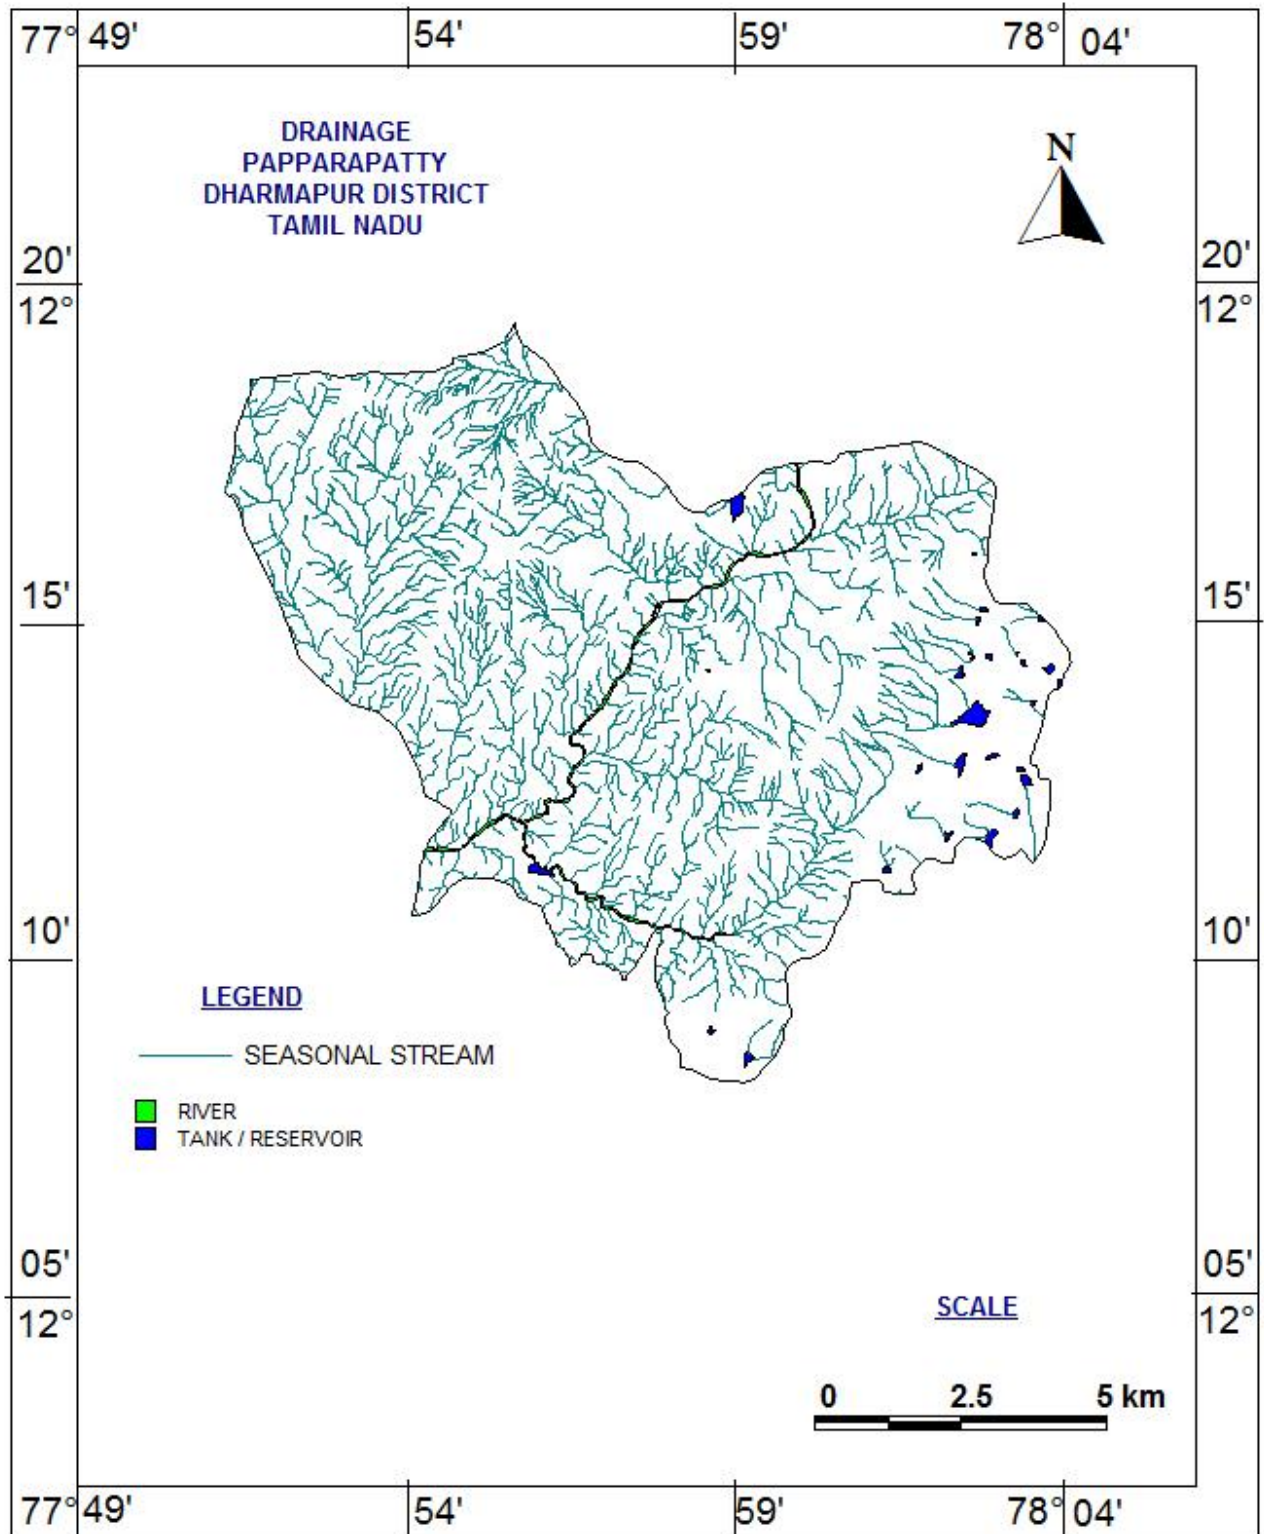 77° 49' 54' 59' 78° 04'
DRAINAGE
PAPPARAPATTY
DHARMAPUR DISTRICT
TAMIL NADU
N
20' 20'
12° 12°
15' 15'
10' 10'
LEGEND
SEASONAL STREAM
RIVER
TANK / RESERVOIR
05' 05'
12° 12°
SCALE
0 2.5 5 km
77° 49' 54' 59' 78° 04'